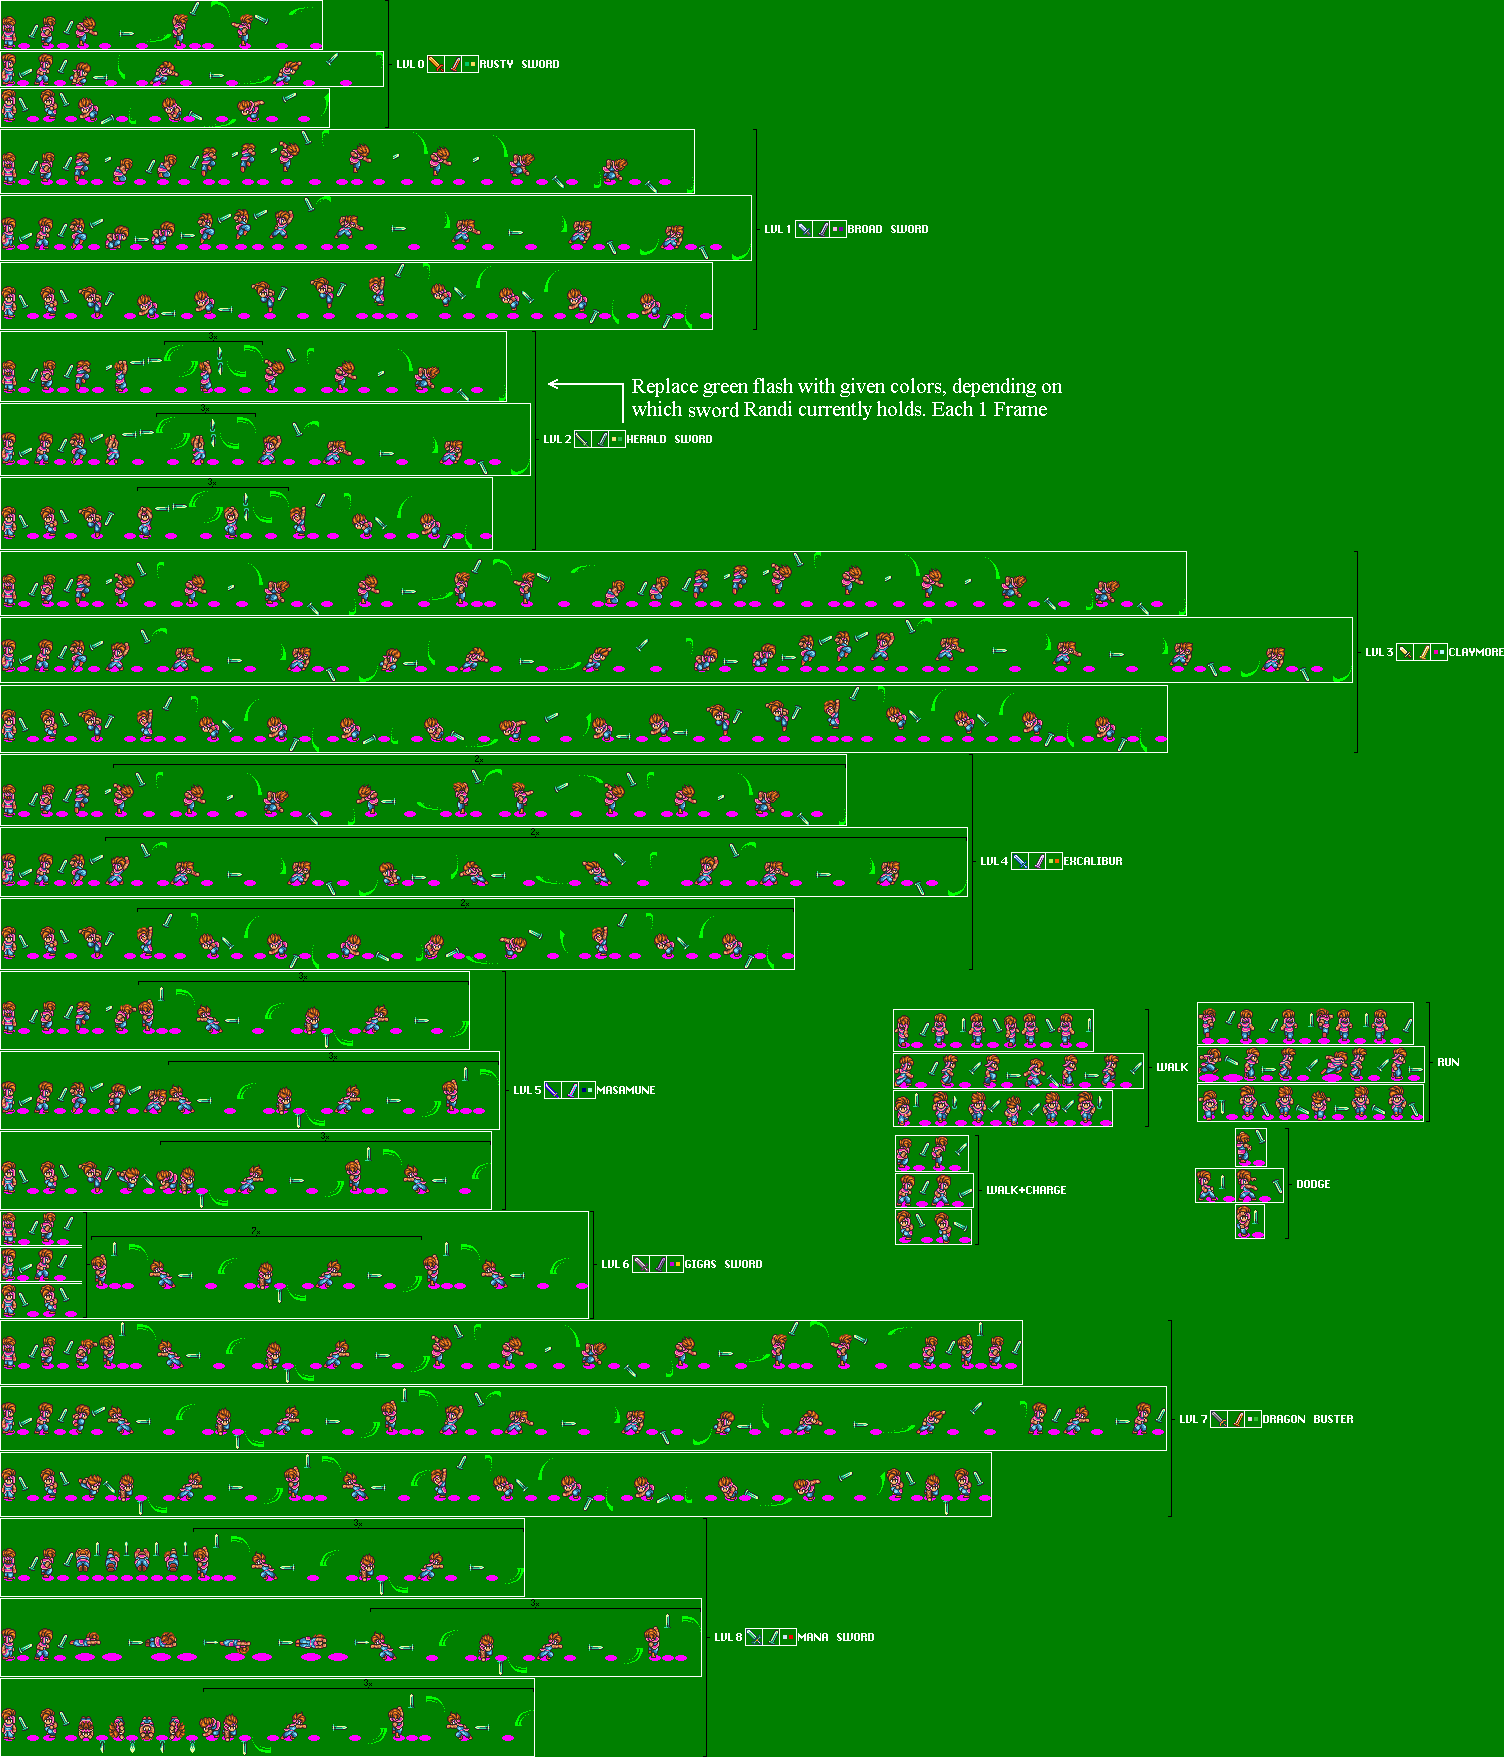 LVL 0 RUSTY SWORD
LVL 1 BROAD SWORD
3x
Replace green flash with given colors, depending on
which sword Randi currently holds. Each 1 Frame
3x
LVL 2 HERALD SWORD
3x
LVL 3 CLAYMORE
2x
2x
LVL 4 EXCALIBUR
2x
3x
3x
LVL 5 MASAMUNE
3x
WALK
RUN
WALK+CHARGE
DODGE
7x
LVL 6 GIGAS SWORD
LVL 7 DRAGON BUSTER
3x
3x
LVL 8 MANA SWORD
3x